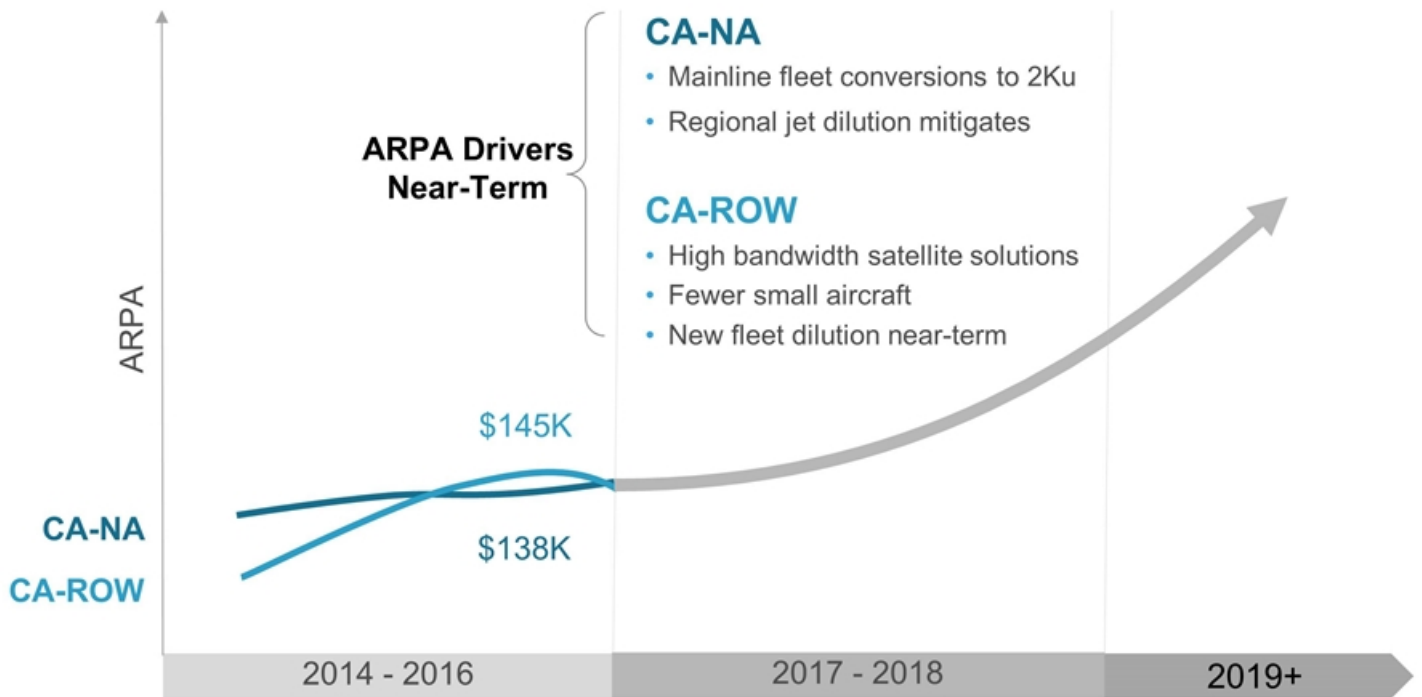 CA-NA
• Mainline fleet conversions to 2Ku
• Regional jet dilution mitigates
ARPA Drivers
Near-Term
CA-ROW
• High bandwidth satellite solutions
• Fewer small aircraft
• New fleet dilution near-term
ARPA
$145K
$138K
CA-NA
CA-ROW
2014 - 2016
2017 - 2018
2019+